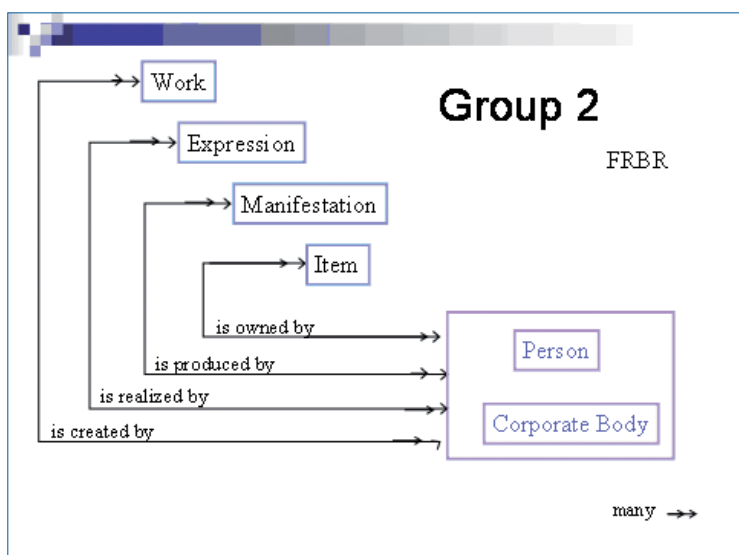 Work
Group 2
Expression
FRBR
Manifestation
Item
is owned by
Person
is produced by
is realized by
Corporate Body
is created by
many